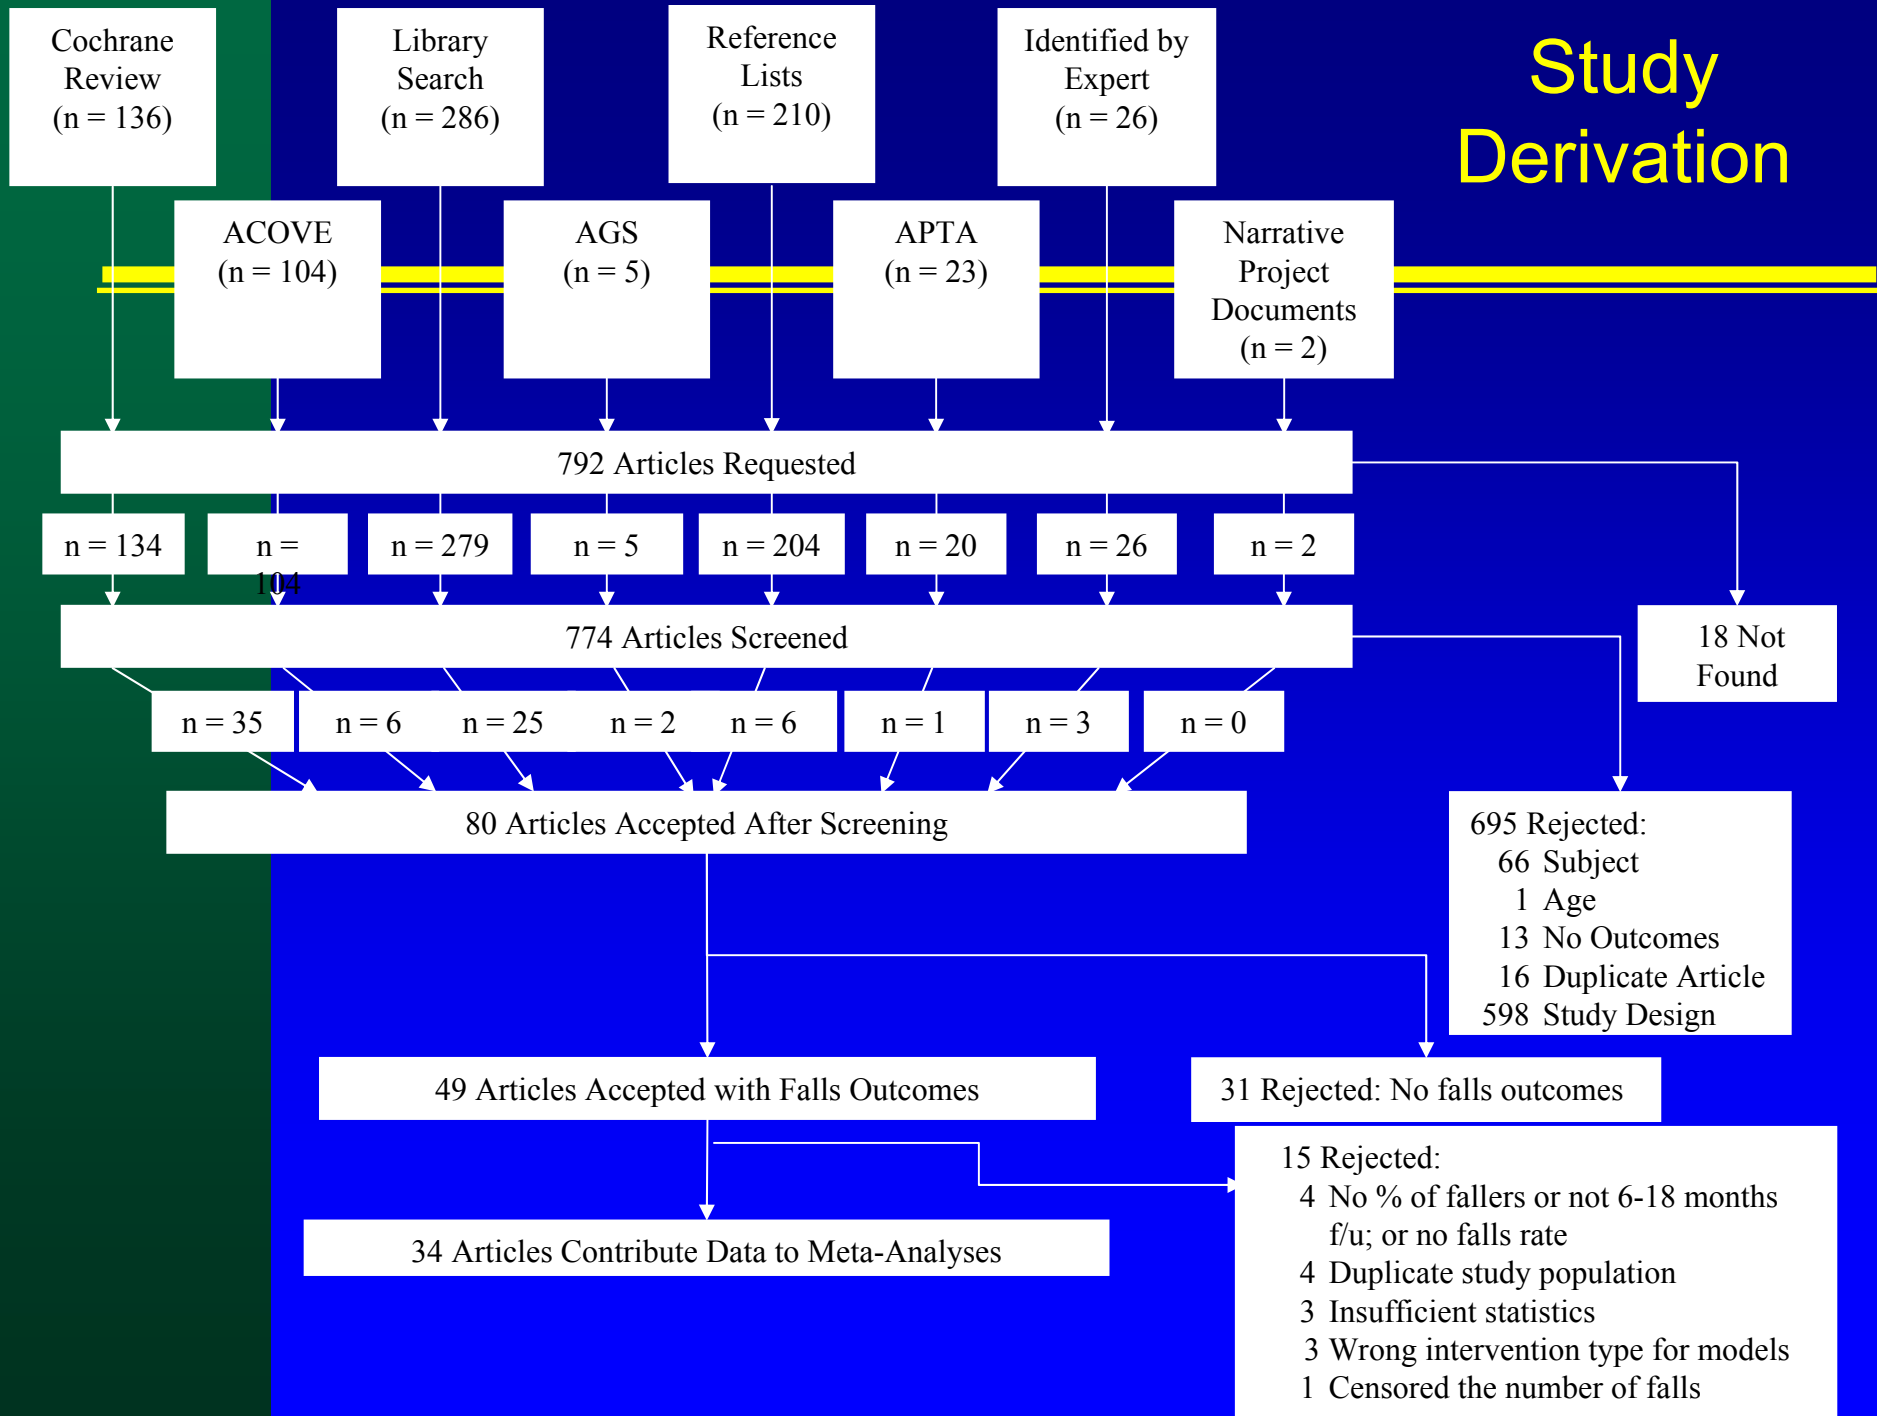 Study
Derivation
Cochrane
Review
(n = 136)
Library
Search
(n = 286)
Reference
Lists
(n = 210)
Identified by
Expert
(n = 26)
ACOVE
(n = 104)
AGS
(n = 5)
APTA
(n = 23)
Narrative
Project
Documents
(n = 2)
792 Articles Requested
n = 134
n =
104
n = 279
n = 5
n = 204
n = 20
n = 26
n = 2
774 Articles Screened
18 Not
Found
n = 35
n = 6
n = 25
n = 2
n = 6
n = 1
n = 3
n = 0
80 Articles Accepted After Screening
695 Rejected:
66 Subject
1 Age
13 No Outcomes
16 Duplicate Article
598 Study Design
49 Articles Accepted with Falls Outcomes
31 Rejected: No falls outcomes
15 Rejected:
4 No % of fallers or not 6-18 months
f/u; or no falls rate
4 Duplicate study population
3 Insufficient statistics
3 Wrong intervention type for models
1 Censored the number of falls
34 Articles Contribute Data to Meta-Analyses